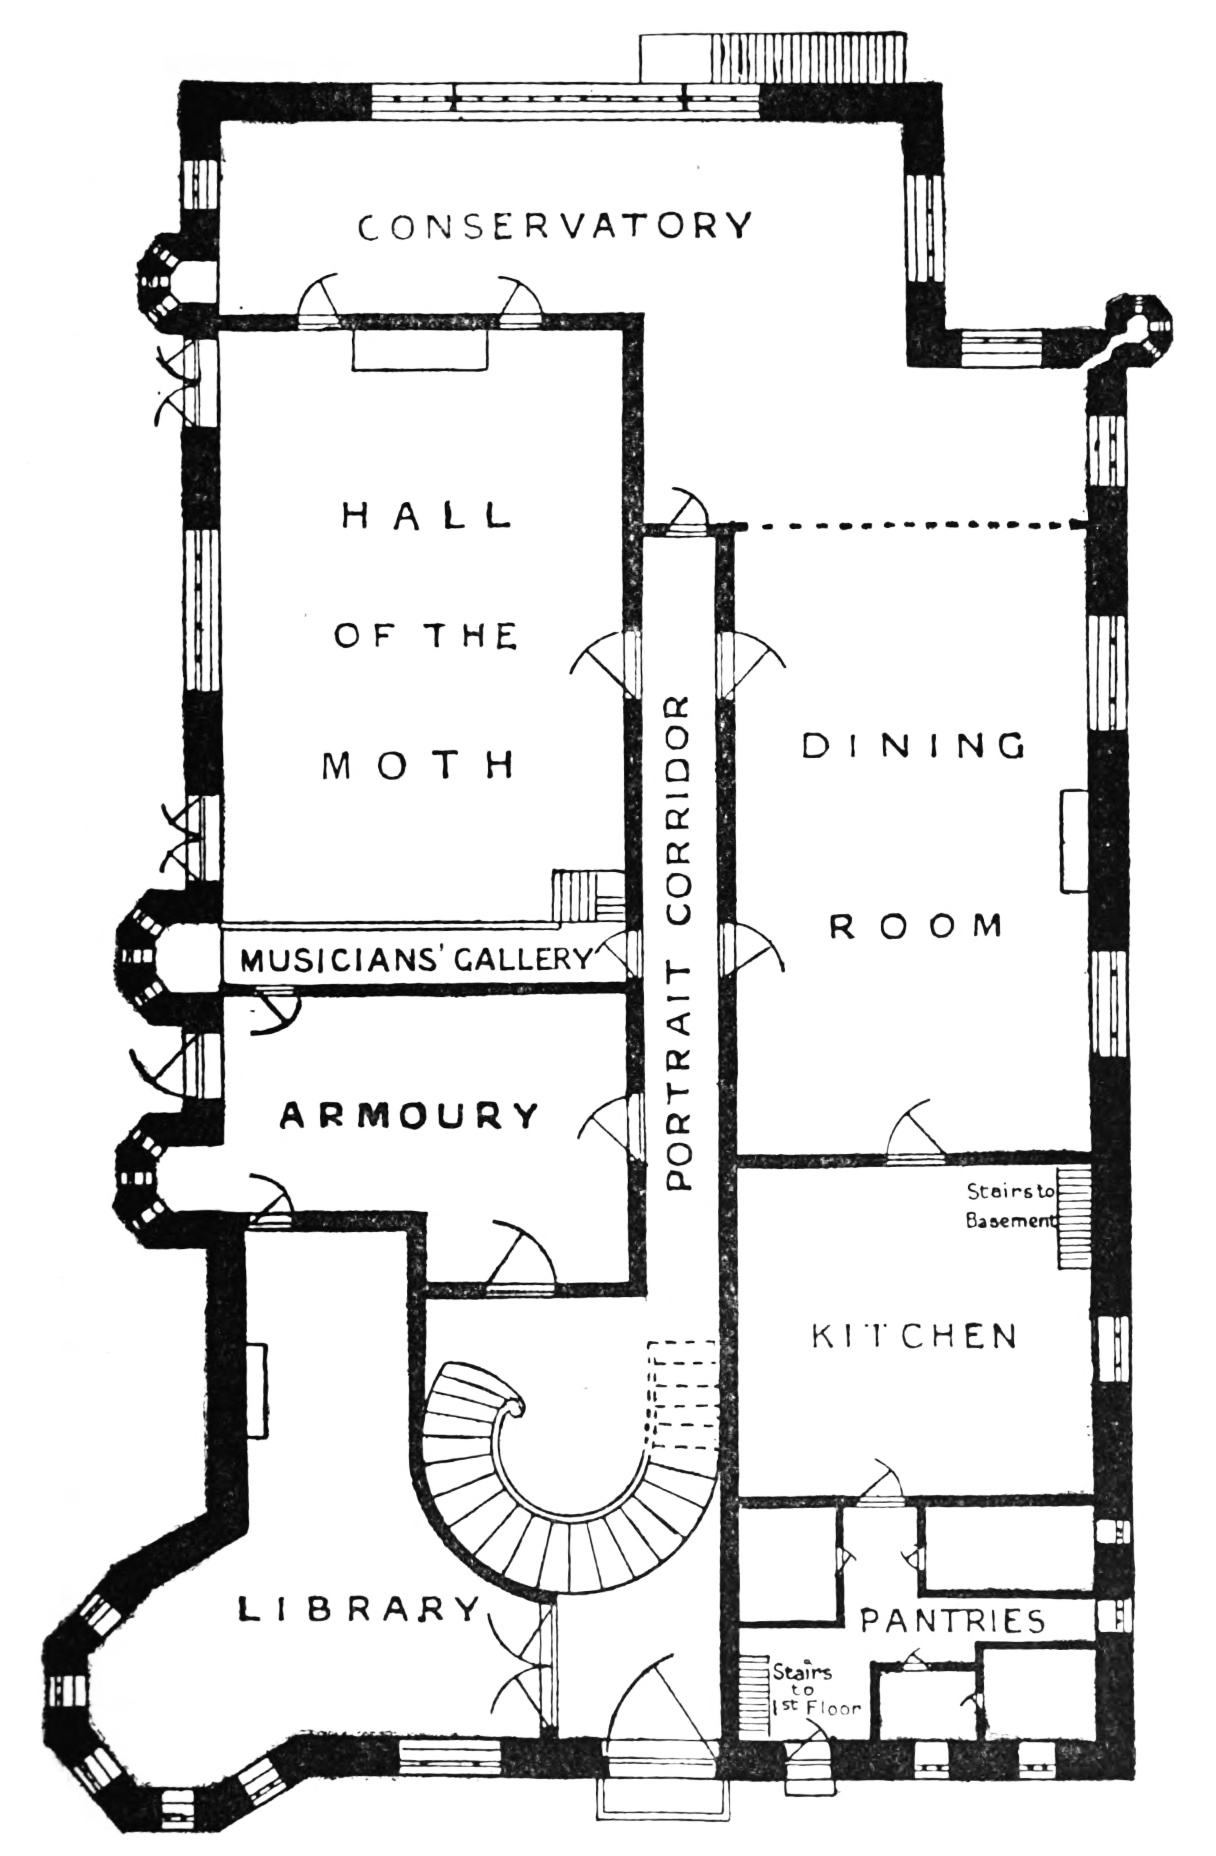 CONSERVATORY
HALL
OF THE
MOTH
DINING
ROOM
PORTRAIT CORRIDOR
MUSICIANS' GALLERY
ARMOURY
Stairs to
Basement
KITCHEN
LIBRARY
PANTRIES
Stairs
to
1st Floor